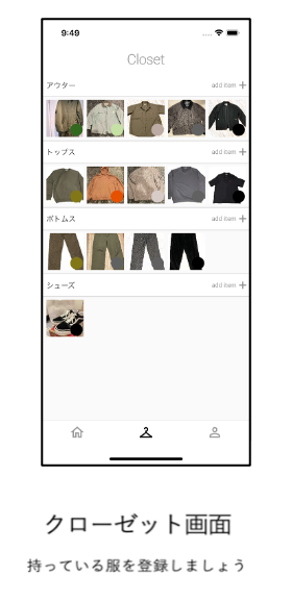 9:49
Closet
アウター add item +
トップス add item +
ボトムス add item +
シューズ add item +
クローゼット画面
持っている服を登録しましょう